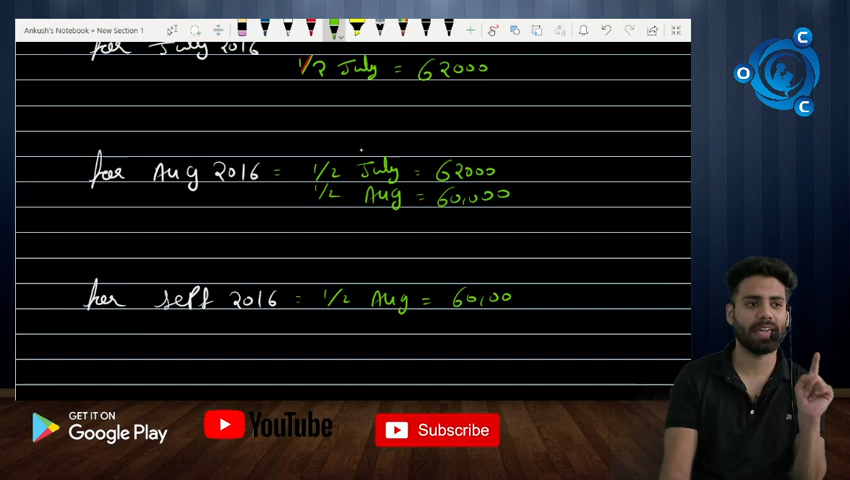 Ankush's Notebook > New Section 1
for July 2016
1/2 July = 62000
for Aug 2016 = 1/2 July = 62000
1/2 Aug = 60,000
for Sept 2016 = 1/2 Aug = 60,00
C
O
C
GET IT ON
Google Play
YouTube
Subscribe